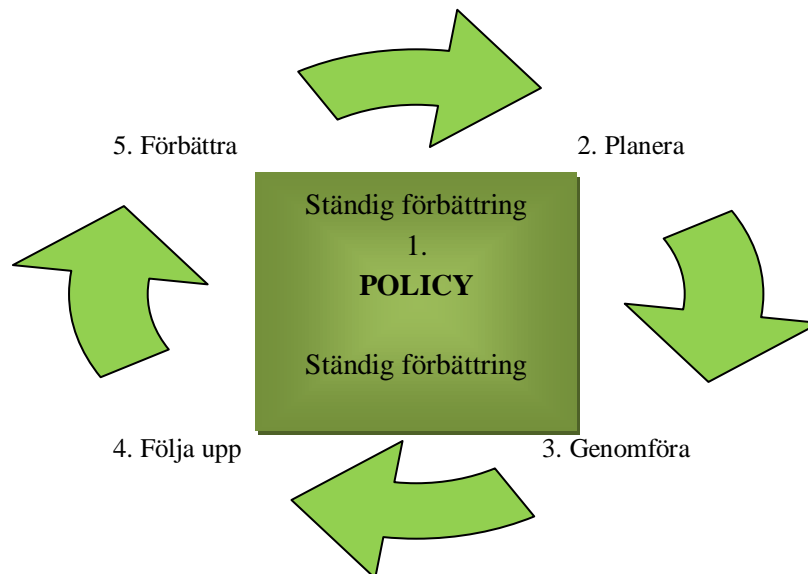 5. Förbättra
2. Planera
Ständig förbättring
1.
POLICY
Ständig förbättring
4. Följa upp
3. Genomföra